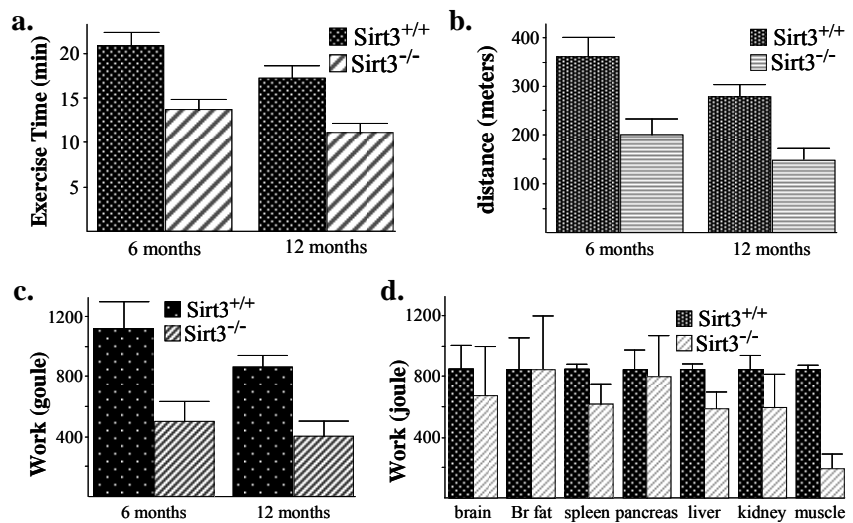 a.
Sirt3+/+
Sirt3-/-
Exercise Time (min)
20
15
10
5
6 months
12 months
b.
Sirt3+/+
Sirt3-/-
distance (meters)
400
300
200
100
6 months
12 months
c.
Sirt3+/+
Sirt3-/-
Work (goule)
1200
800
400
6 months
12 months
d.
Sirt3+/+
Sirt3-/-
Work (joule)
1200
800
400
brain Br fat spleen pancreas liver kidney muscle